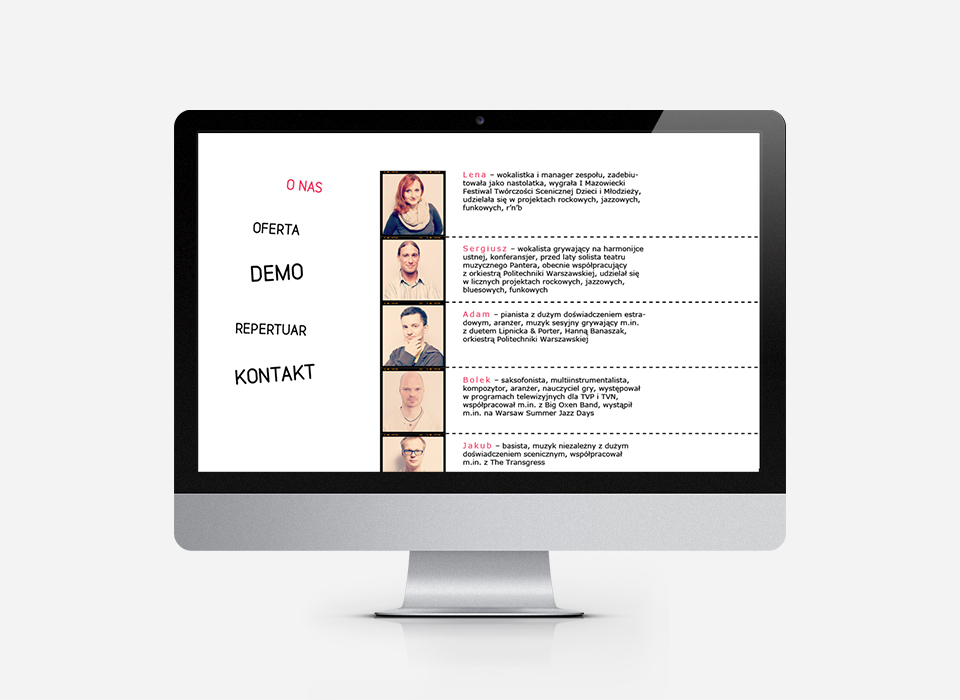 O NAS
OFERTA
DEMO
REPERTUAR
KONTAKT
Lena – wokalistka i manager zespołu, zadebiu-
towała jako nastolatka, wygrała I Mazowiecki
Festiwal Twórczości Scenicznej Dzieci i Młodzieży,
udzielała się w projektach rockowych, jazzowych,
funkowych, r'n'b
Sergiusz – wokalista grywający na harmonijce
ustnej, konferansjer, przed laty solista teatru
muzycznego Pantera, obecnie współpracujący
z orkiestrą Politechniki Warszawskiej, udzielał się
w licznych projektach rockowych, jazzowych,
bluesowych, funkowych
Adam – pianista z dużym doświadczeniem estra-
dowym, aranżer, muzyk sesyjny grywający m.in.
z duetem Lipnicka & Porter, Hanną Banaszak,
orkiestrą Politechniki Warszawskiej
Bolek – saksofonista, multiinstrumentalista,
kompozytor, aranżer, nauczyciel gry, występował
w programach telewizyjnych dla TVP i TVN,
współpracował m.in. z Big Oxen Band, wystąpił
m.in. na Warsaw Summer Jazz Days
Jakub – basista, muzyk niezależny z dużym
doświadczeniem scenicznym, współpracował
m.in. z The Transgress